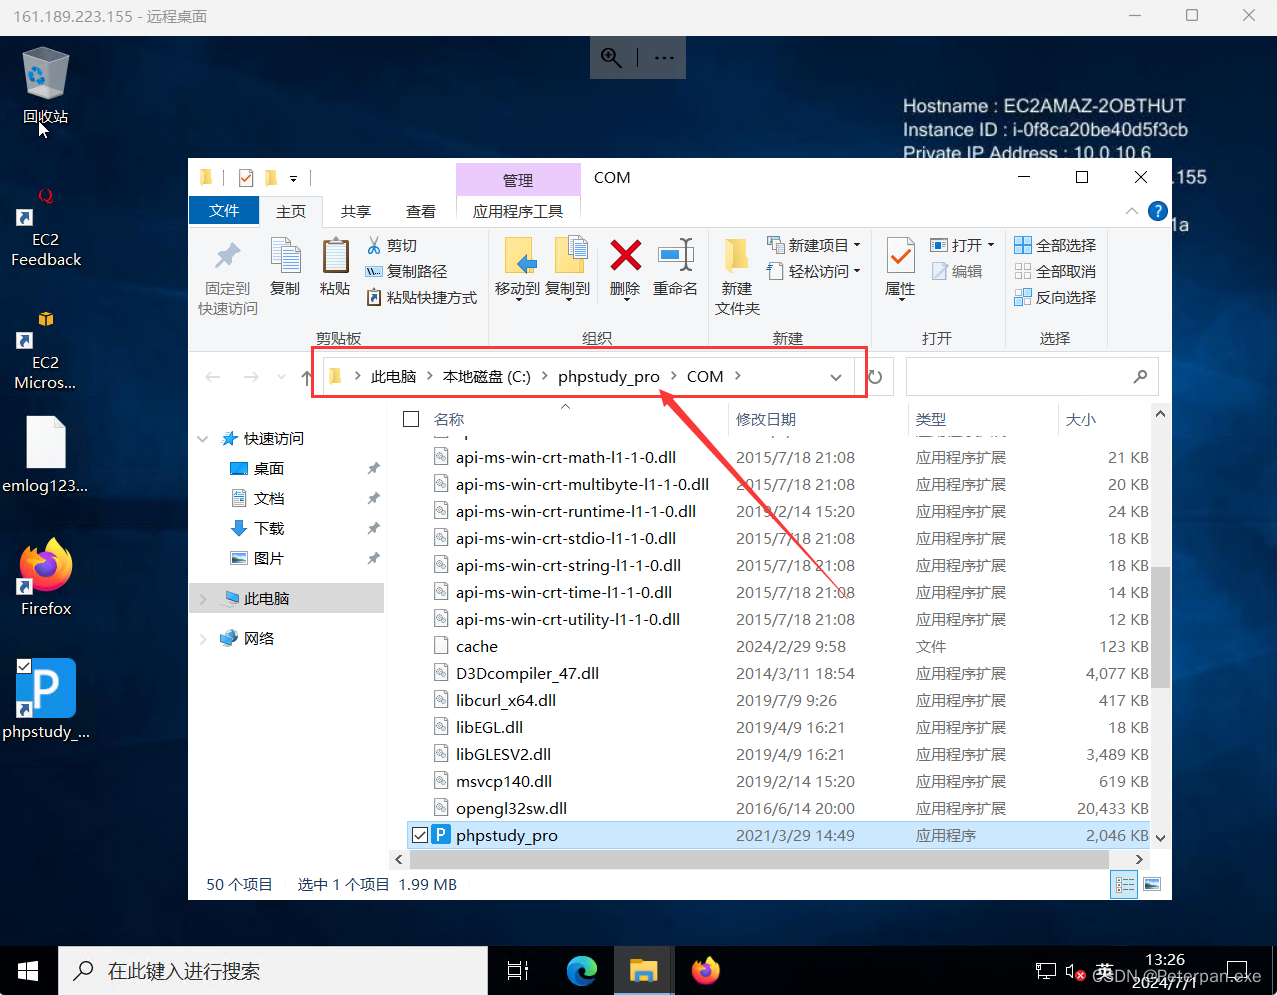 161.189.223.155 - 远程桌面
回收站
Hostname : EC2AMAZ-2OBTHUT
Instance ID : i-0f8ca20be40d5f3cb
Private IP Address : 10.0.10.6
.155
1a
EC2
Feedback
EC2
Micros...
emlog123...
Firefox
phpstudy_...
管理
COM
文件
主页
共享
查看
应用程序工具
固定到
快速访问
复制
粘贴
剪切
复制路径
粘贴快捷方式
剪贴板
移动到
复制到
删除
重命名
组织
新建
文件夹
新建项目
轻松访问
新建
属性
打开
编辑
打开
全部选择
全部取消
反向选择
选择
此电脑 > 本地磁盘 (C:) > phpstudy_pro > COM >
快速访问
桌面
文档
下载
图片
此电脑
网络
名称 修改日期 类型 大小
api-ms-win-crt-math-l1-1-0.dll 2015/7/18 21:08 应用程序扩展 21 KB
api-ms-win-crt-multibyte-l1-1-0.dll 2015/7/18 21:08 应用程序扩展 20 KB
api-ms-win-crt-runtime-l1-1-0.dll 2019/2/14 15:20 应用程序扩展 24 KB
api-ms-win-crt-stdio-l1-1-0.dll 2015/7/18 21:08 应用程序扩展 18 KB
api-ms-win-crt-string-l1-1-0.dll 2015/7/18 21:08 应用程序扩展 18 KB
api-ms-win-crt-time-l1-1-0.dll 2015/7/18 21:08 应用程序扩展 14 KB
api-ms-win-crt-utility-l1-1-0.dll 2015/7/18 21:08 应用程序扩展 12 KB
cache 2024/2/29 9:58 文件 123 KB
D3Dcompiler_47.dll 2014/3/11 18:54 应用程序扩展 4,077 KB
libcurl_x64.dll 2019/7/9 9:26 应用程序扩展 417 KB
libEGL.dll 2019/4/9 16:21 应用程序扩展 18 KB
libGLESV2.dll 2019/4/9 16:21 应用程序扩展 3,489 KB
msvcp140.dll 2019/2/14 15:20 应用程序扩展 619 KB
opengl32sw.dll 2016/6/14 20:00 应用程序扩展 20,433 KB
phpstudy_pro 2021/3/29 14:49 应用程序 2,046 KB
50 个项目 选中 1 个项目 1.99 MB
在此键入进行搜索
英
13:26
2024/7/1
CSDN @Peterpan.exe